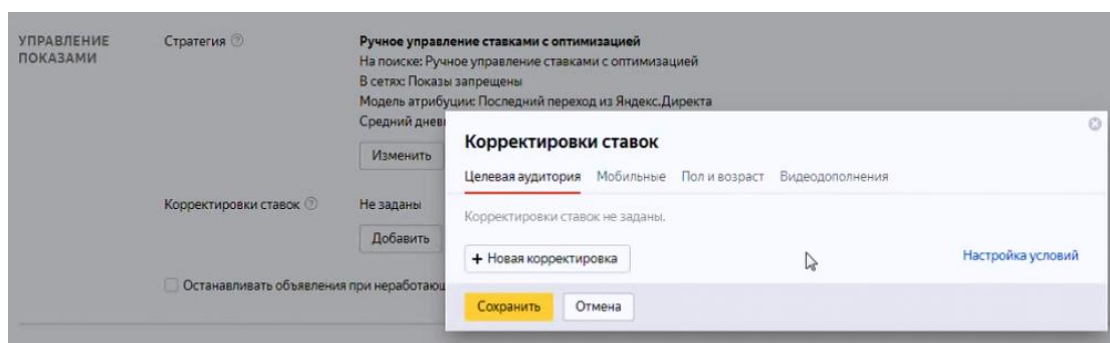 УПРАВЛЕНИЕ
ПОКАЗАМИ
Стратегия
Ручное управление ставками с оптимизацией
На поиске: Ручное управление ставками с оптимизацией
В сетях: Показы запрещены
Модель атрибуции: Последний переход из Яндекс.Директа
Средний дневн
Изменить
Корректировки ставок
Не заданы
Добавить
Останавливать объявления при неработающ
Корректировки ставок
Целевая аудитория Мобильные Пол и возраст Видеодополнения
Корректировки ставок не заданы.
+ Новая корректировка
Настройка условий
Сохранить Отмена